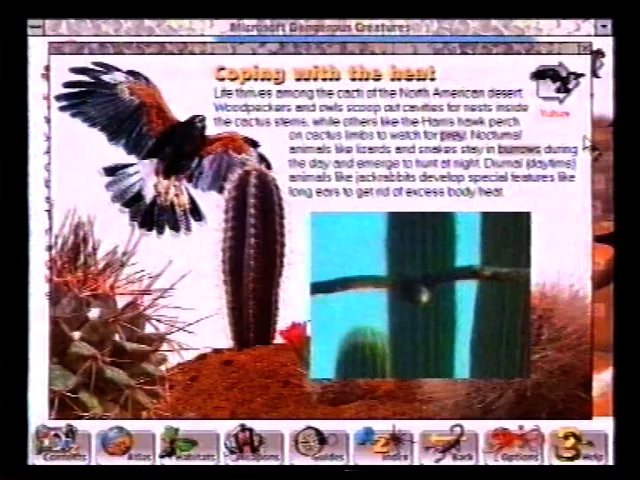 Microsoft Dangerous Creatures
Coping with the heat
Life thrives among the cacti of the North American desert.
Woodpeckers and owls scoop out cavities for nests inside
the cactus stems, while others like the Harris hawk perch
on cactus limbs to watch for prey. Nocturnal
animals like lizards and snakes stay in burrows during
the day and emerge to hunt at night. Diurnal (daytime)
animals like jackrabbits develop special features like
long ears to get rid of excess body heat.
Vulture
Contents Atlas Habitats Weapons Guides Index Back Options Help